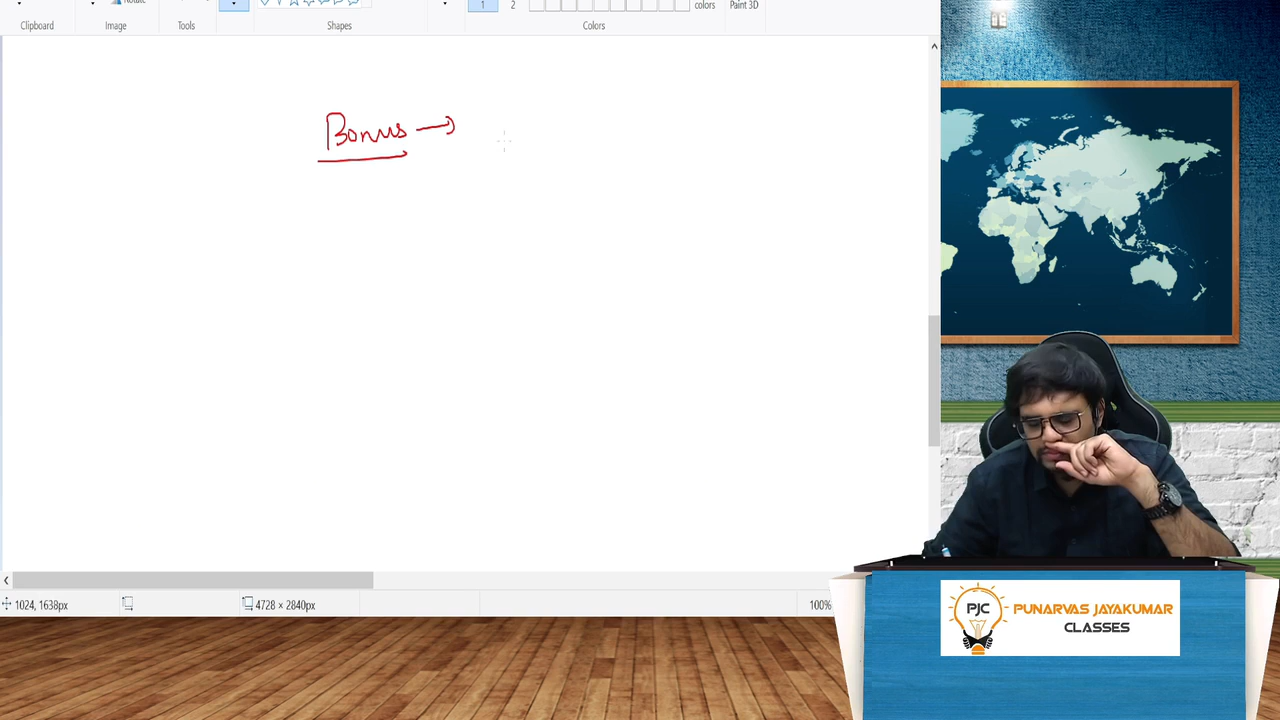 Clipboard
Image
Tools
Shapes
Colors
1
2
colors
Paint 3D
Bonus →
1024, 1638px
4728 × 2840px
100%
PJC
PUNARVAS JAYAKUMAR
CLASSES